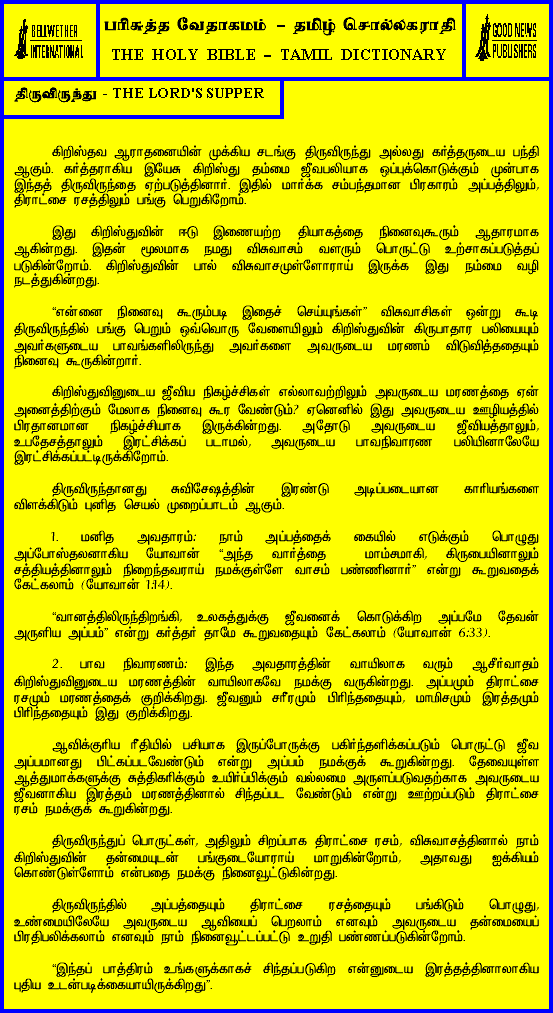 BELLWETHER
INTERNATIONAL
பரிசுத்த வேதாகமம் – தமிழ் சொல்லகராதி
THE HOLY BIBLE – TAMIL DICTIONARY
GOOD NEWS
PUBLISHERS
திருவிருந்து - THE LORD'S SUPPER
கிறிஸ்தவ ஆராதனையின் முக்கிய சடங்கு திருவிருந்து அல்லது கர்த்தருடைய பந்தி
ஆகும். கர்த்தராகிய இயேசு கிறிஸ்து தம்மை ஜீவபலியாக ஒப்புக்கொடுக்கும் முன்பாக
இந்தத் திருவிருந்தை ஏற்படுத்தினார். இதில் மார்க்க சம்பந்தமான பிரகாரம் அப்பத்திலும்,
திராட்சை ரசத்திலும் பங்கு பெறுகிறோம்.
இது கிறிஸ்துவின் ஈடு இணையற்ற தியாகத்தை நினைவுகூரும் ஆதாரமாக
ஆகின்றது. இதன் மூலமாக நமது விசுவாசம் வளரும் பொருட்டு உற்சாகப்படுத்தப்
படுகின்றோம். கிறிஸ்துவின் பால் விசுவாசமுள்ளோராய் இருக்க இது நம்மை வழி
நடத்துகின்றது.
“என்னை நினைவு கூரும்படி இதைச் செய்யுங்கள்” விசுவாசிகள் ஒன்று கூடி
திருவிருந்தில் பங்கு பெறும் ஒவ்வொரு வேளையிலும் கிறிஸ்துவின் கிருபாதார பலியையும்
அவர்களுடைய பாவங்களிலிருந்து அவர்களை அவருடைய மரணம் விடுவித்ததையும்
நினைவு கூருகின்றார்.
கிறிஸ்துவினுடைய ஜீவிய நிகழ்ச்சிகள் எல்லாவற்றிலும் அவருடைய மரணத்தை ஏன்
அனைத்திற்கும் மேலாக நினைவு கூர வேண்டும்? ஏனெனில் இது அவருடைய ஊழியத்தில்
பிரதானமான நிகழ்ச்சியாக இருக்கின்றது. அதோடு அவருடைய ஜீவியத்தாலும்,
உபதேசத்தாலும் இரட்சிக்கப் படாமல், அவருடைய பாவநிவாரண பலியினாலேயே
இரட்சிக்கப்பட்டிருக்கிறோம்.
திருவிருந்தானது சுவிசேஷத்தின் இரண்டு அடிப்படையான காரியங்களை
விளக்கிடும் புனித செயல் முறைப்பாடம் ஆகும்.
1. மனித அவதாரம்: நாம் அப்பத்தைக் கையில் எடுக்கும் பொழுது
அப்போஸ்தலனாகிய யோவான் “அந்த வார்த்தை மாம்சமாகி, கிருபையினாலும்
சத்தியத்தினாலும் நிறைந்தவராய் நமக்குள்ளே வாசம் பண்ணினார்” என்று கூறுவதைக்
கேட்கலாம் (யோவான் 1:14).
“வானத்திலிருந்திறங்கி, உலகத்துக்கு ஜீவனைக் கொடுக்கிற அப்பமே தேவன்
அருளிய அப்பம்” என்று கர்த்தர் தாமே கூறுவதையும் கேட்கலாம் (யோவான் 6:33).
2. பாவ நிவாரணம்: இந்த அவதாரத்தின் வாயிலாக வரும் ஆசீர்வாதம்
கிறிஸ்துவினுடைய மரணத்தின் வாயிலாகவே நமக்கு வருகின்றது. அப்பமும் திராட்சை
ரசமும் மரணத்தைக் குறிக்கிறது. ஜீவனும் சரீரமும் பிரிந்ததையும், மாமிசமும் இரத்தமும்
பிரிந்ததையும் இது குறிக்கிறது.
ஆவிக்குரிய ரீதியில் பசியாக இருப்போருக்கு பகிர்ந்தளிக்கப்படும் பொருட்டு ஜீவ
அப்பமானது பிட்கப்படவேண்டும் என்று அப்பம் நமக்குக் கூறுகின்றது. தேவையுள்ள
ஆத்துமாக்களுக்கு சுத்திகரிக்கும் உயிர்ப்பிக்கும் வல்லமை அருளப்படுவதற்காக அவருடைய
ஜீவனாகிய இரத்தம் மரணத்தினால் சிந்தப்பட வேண்டும் என்று ஊற்றப்படும் திராட்சை
ரசம் நமக்குக் கூறுகின்றது.
திருவிருந்துப் பொருட்கள், அதிலும் சிறப்பாக திராட்சை ரசம், விசுவாசத்தினால் நாம்
கிறிஸ்துவின் தன்மையுடன் பங்குடையோராய் மாறுகின்றோம், அதாவது ஐக்கியம்
கொண்டுள்ளோம் என்பதை நமக்கு நினைவூட்டுகின்றது.
திருவிருந்தில் அப்பத்தையும் திராட்சை ரசத்தையும் பங்கிடும் பொழுது,
உண்மையிலேயே அவருடைய ஆவியைப் பெறலாம் எனவும் அவருடைய தன்மையைப்
பிரதிபலிக்கலாம் எனவும் நாம் நினைவூட்டப்பட்டு உறுதி பண்ணப்படுகின்றோம்.
“இந்தப் பாத்திரம் உங்களுக்காகச் சிந்தப்படுகிற என்னுடைய இரத்தத்தினாலாகிய
புதிய உடன்படிக்கையாயிருக்கிறது”.